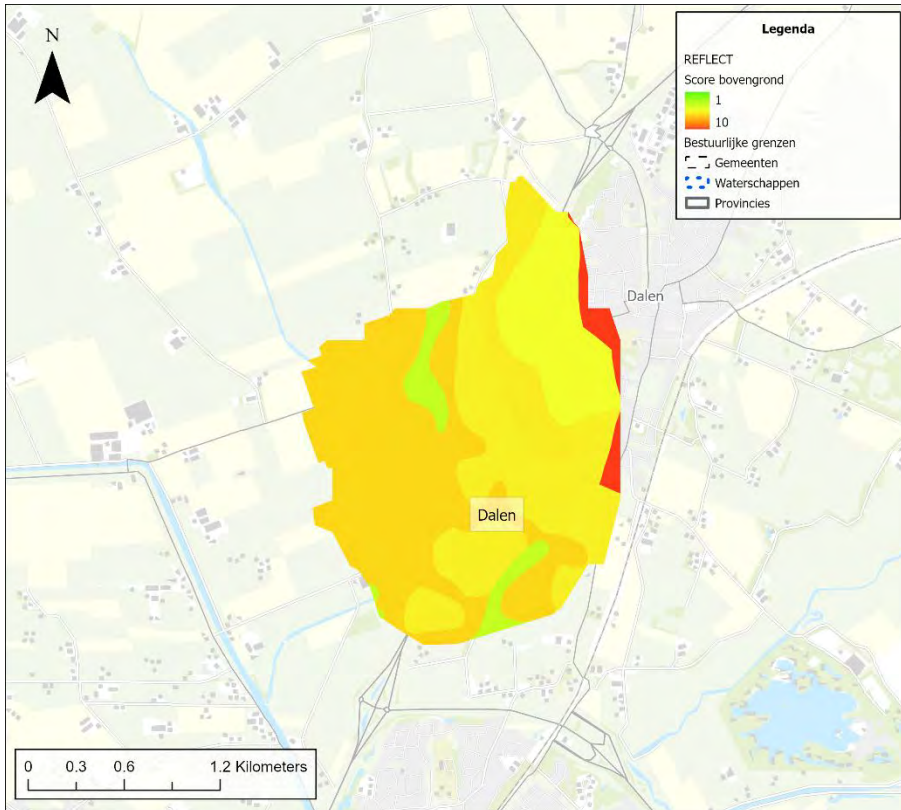 N
Legenda
REFLECT
Score bovengrond
1
10
Bestuurlijke grenzen
Gemeenten
Waterschappen
Provincies
Dalen
Dalen
0 0.3 0.6 1.2 Kilometers